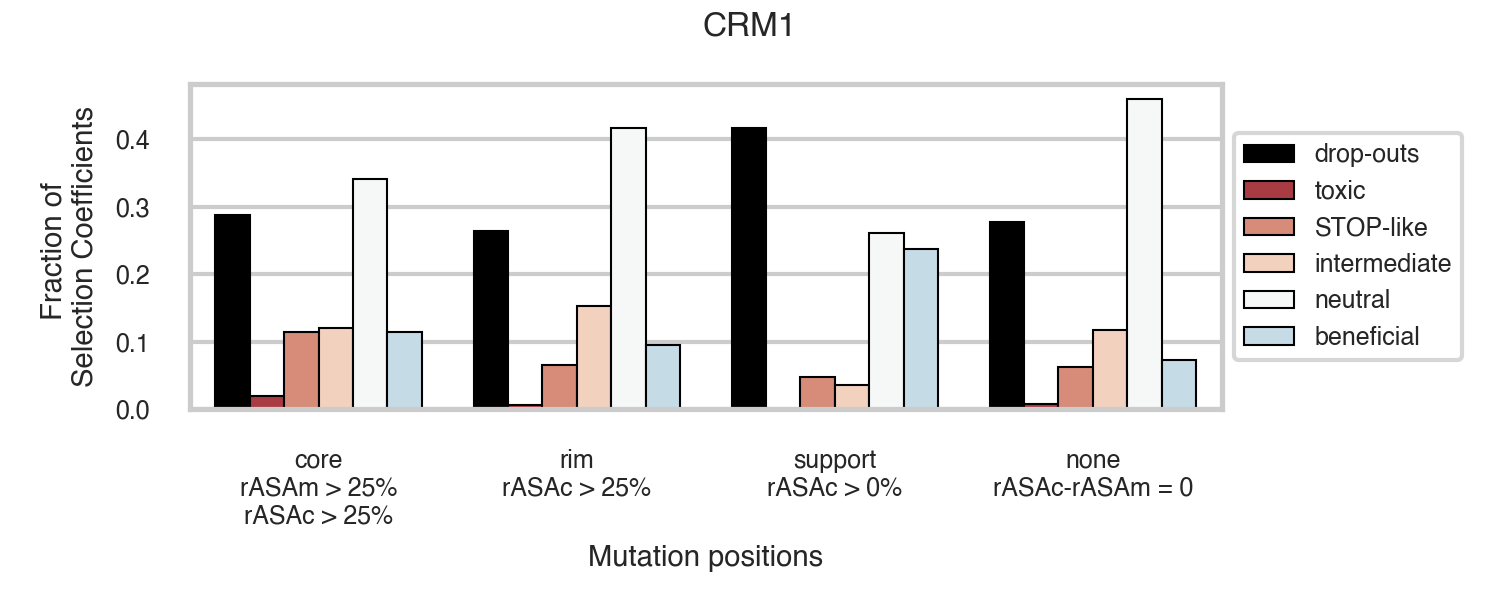 CRM1
Fraction of
Selection Coefficients
0.4
0.3
0.2
0.1
0.0
core
rASAm > 25%
rASAc > 25%
rim
rASAc > 25%
support
rASAc > 0%
none
rASAc-rASAm = 0
Mutation positions
drop-outs
toxic
STOP-like
intermediate
neutral
beneficial